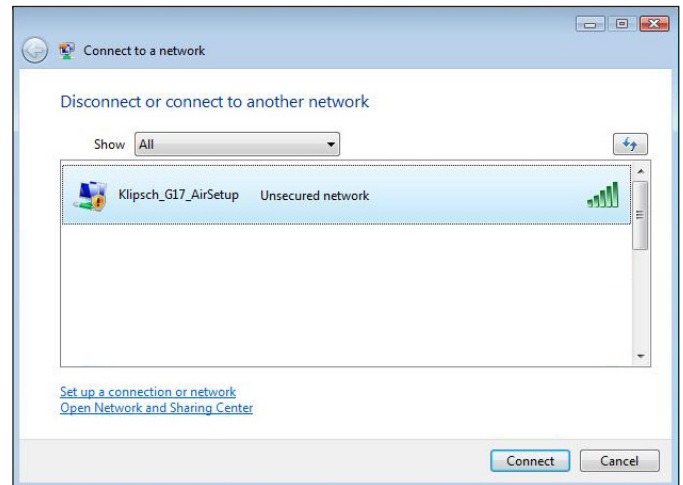 Connect to a network
Disconnect or connect to another network
Show All
Klipsch_G17_AirSetup Unsecured network
Set up a connection or network
Open Network and Sharing Center
Connect Cancel